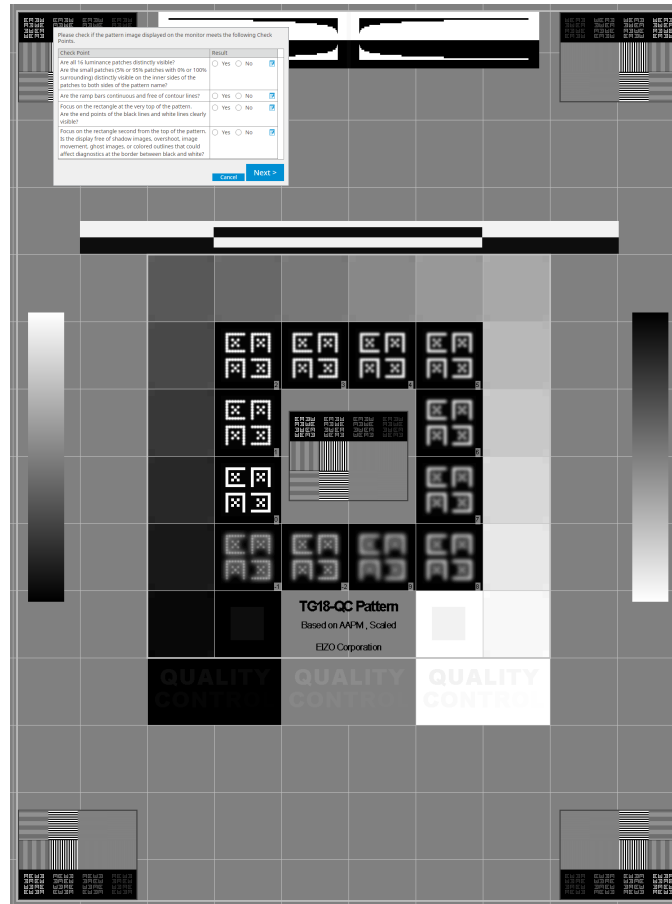 Please check if the pattern image displayed on the monitor meets the following Check
Points.
Check Point Result
Are all 16 luminance patches distinctly visible?
Are the small patches (5% or 95% patches with 0% or 100%
surrounding) distinctly visible on the inner sides of the
patches to both sides of the pattern name?
Yes No
Are the ramp bars continuous and free of contour lines?
Yes No
Focus on the rectangle at the very top of the pattern.
Are the end points of the black lines and white lines clearly
visible?
Yes No
Focus on the rectangle second from the top of the pattern.
Is the display free of shadow images, overshoot, image
movement, ghost images, or colored outlines that could
affect diagnostics at the border between black and white?
Yes No
Cancel Next >
TG18-QC Pattern
Based on AAPM , Scaled
EIZO Corporation
QUALITY QUALITY QUALITY
CONTROL CONTROL CONTROL